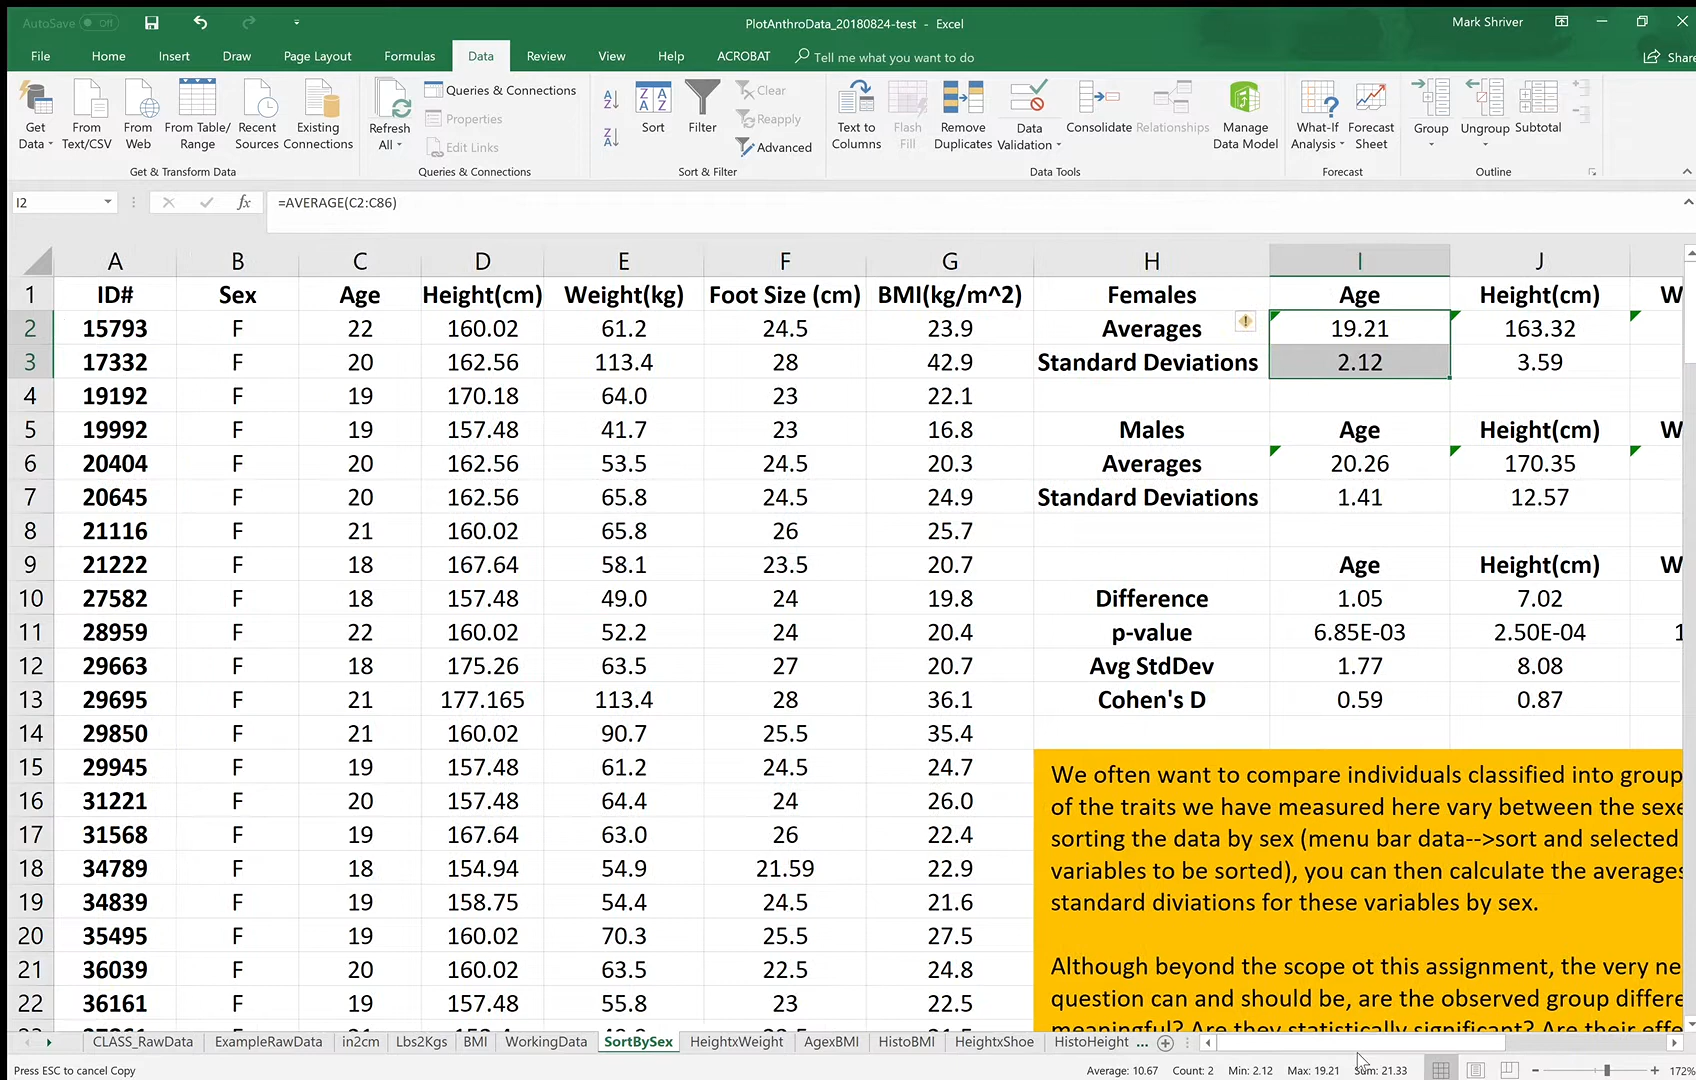 AutoSave Off
PlotAnthroData_20180824-test - Excel
Mark Shriver
File Home Insert Draw Page Layout Formulas Data Review View Help ACROBAT Tell me what you want to do Share
Get Data From Text/CSV From Web From Table/ Range Recent Sources Existing Connections
Get & Transform Data
Refresh All Queries & Connections Properties Edit Links
Queries & Connections
Sort Filter Clear Reapply Advanced
Sort & Filter
Text to Columns Flash Fill Remove Duplicates Data Validation Consolidate Relationships Manage Data Model
Data Tools
What-If Analysis Forecast Sheet
Forecast
Group Ungroup Subtotal
Outline
I2 fx =AVERAGE(C2:C86)
A B C D E F G H I J
1 ID# Sex Age Height(cm) Weight(kg) Foot Size (cm) BMI(kg/m^2) Females Age Height(cm) W
2 15793 F 22 160.02 61.2 24.5 23.9 Averages 19.21 163.32
3 17332 F 20 162.56 113.4 28 42.9 Standard Deviations 2.12 3.59
4 19192 F 19 170.18 64.0 23 22.1
5 19992 F 19 157.48 41.7 23 16.8 Males Age Height(cm) W
6 20404 F 20 162.56 53.5 24.5 20.3 Averages 20.26 170.35
7 20645 F 20 162.56 65.8 24.5 24.9 Standard Deviations 1.41 12.57
8 21116 F 21 160.02 65.8 26 25.7
9 21222 F 18 167.64 58.1 23.5 20.7 Age Height(cm) W
10 27582 F 18 157.48 49.0 24 19.8 Difference 1.05 7.02
11 28959 F 22 160.02 52.2 24 20.4 p-value 6.85E-03 2.50E-04 1
12 29663 F 18 175.26 63.5 27 20.7 Avg StdDev 1.77 8.08
13 29695 F 21 177.165 113.4 28 36.1 Cohen's D 0.59 0.87
14 29850 F 21 160.02 90.7 25.5 35.4
15 29945 F 19 157.48 61.2 24.5 24.7
16 31221 F 20 157.48 64.4 24 26.0
17 31568 F 19 167.64 63.0 26 22.4
18 34789 F 18 154.94 54.9 21.59 22.9
19 34839 F 19 158.75 54.4 24.5 21.6
20 35495 F 19 160.02 70.3 25.5 27.5
21 36039 F 20 160.02 63.5 22.5 24.8
22 36161 F 19 157.48 55.8 23 22.5
We often want to compare individuals classified into group
of the traits we have measured here vary between the sexe
sorting the data by sex (menu bar data-->sort and selected
variables to be sorted), you can then calculate the averages
standard diviations for these variables by sex.
Although beyond the scope of this assignment, the very ne
question can and should be, are the observed group differe
meaningful? Are they statistically significant? Are their effe
CLASS_RawData ExampleRawData in2cm Lbs2Kgs BMI WorkingData SortBySex HeightxWeight AgexBMI HistoBMI HeightxShoe HistoHeight ...
Press ESC to cancel Copy Average: 10.67 Count: 2 Min: 2.12 Max: 19.21 Sum: 21.33 172%